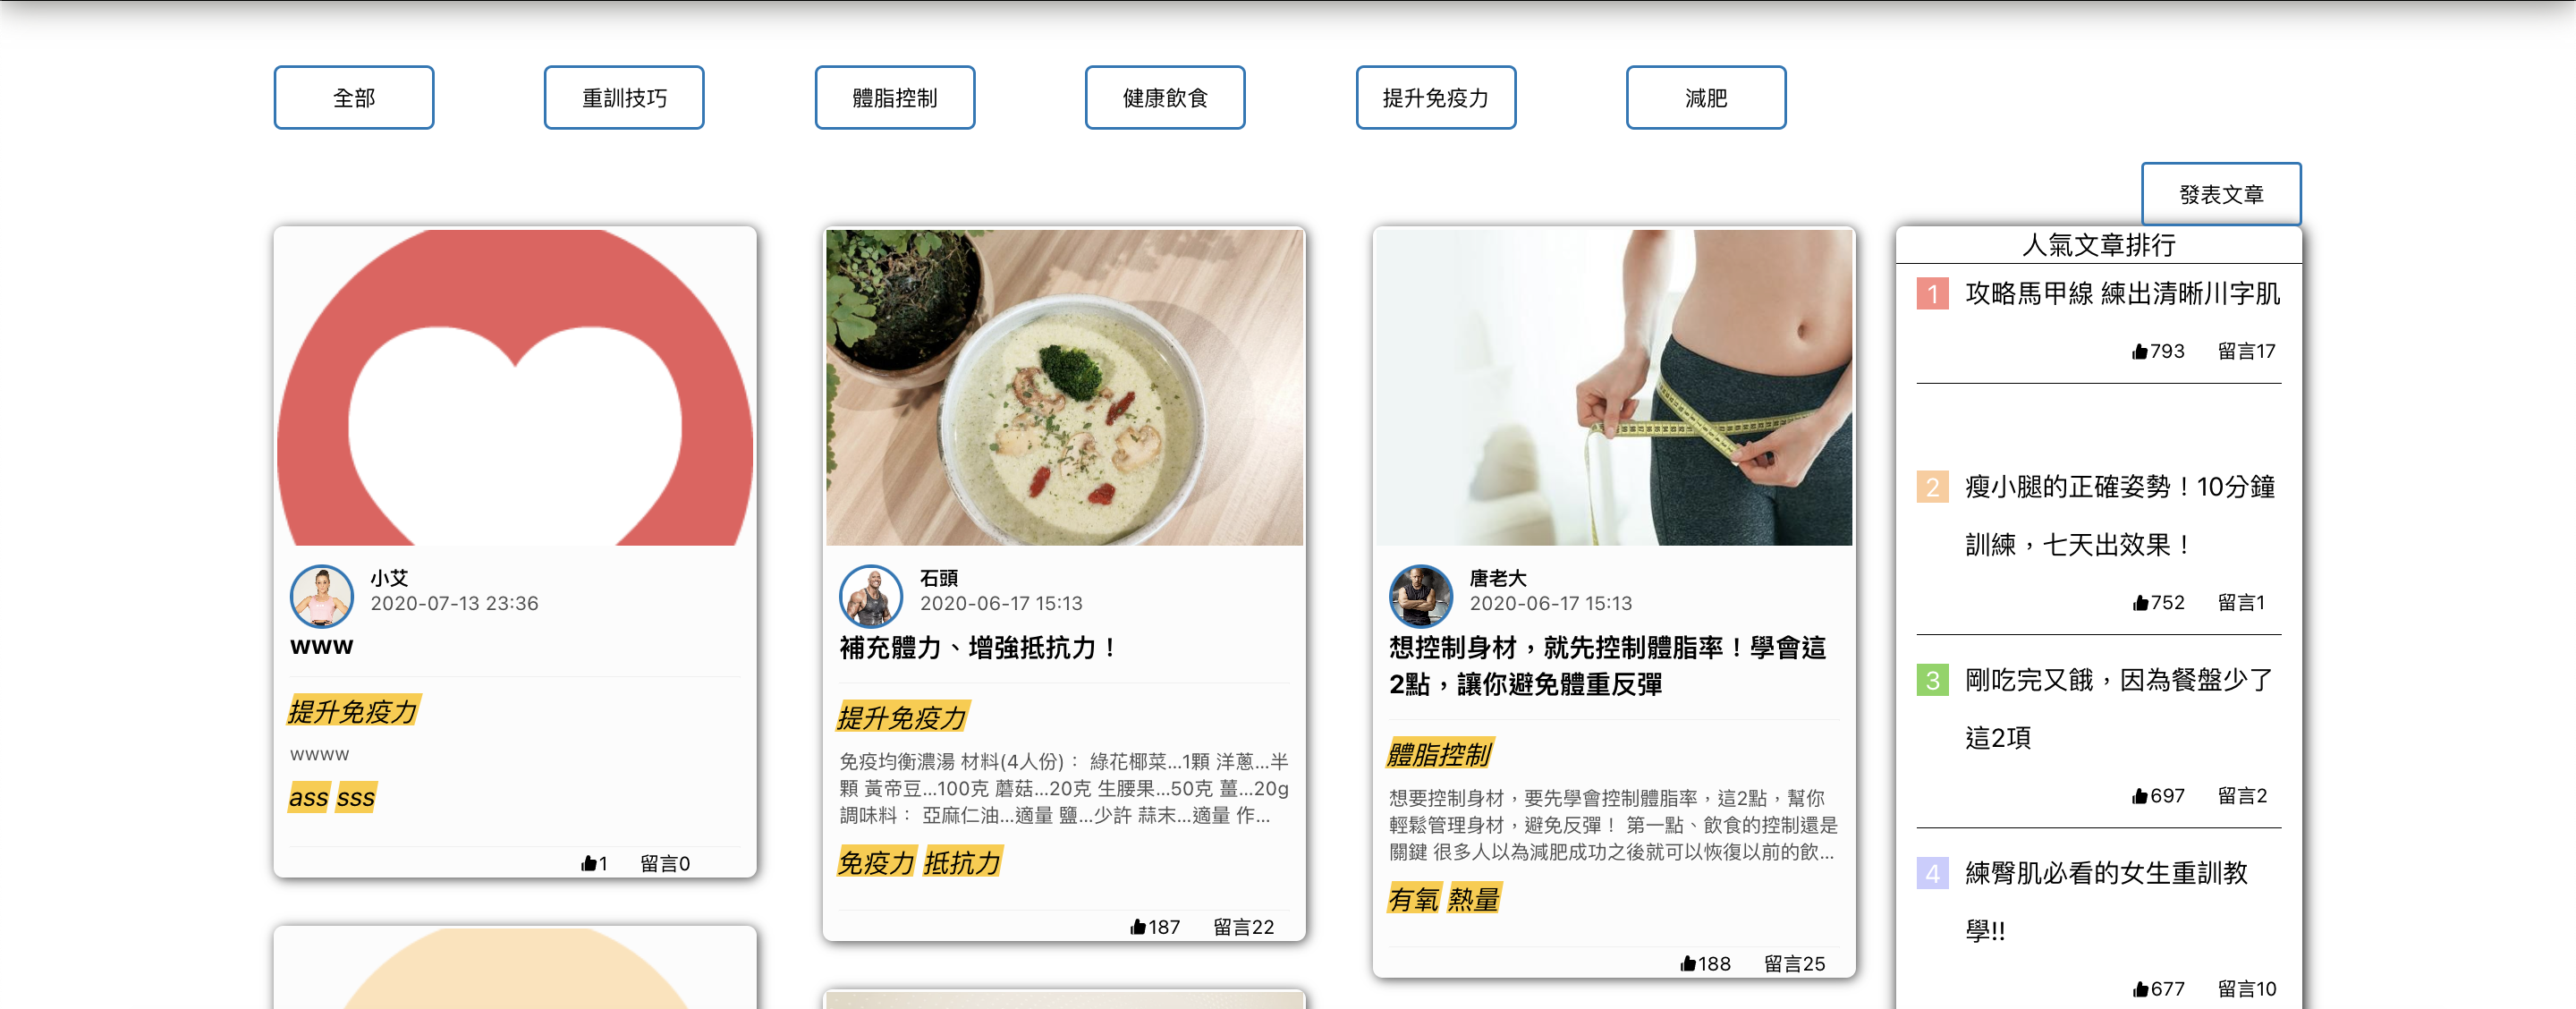 全部
重訓技巧
體脂控制
健康飲食
提升免疫力
減肥
發表文章
小艾
2020-07-13 23:36
www
提升免疫力
wwww
ass sss
1 留言0
石頭
2020-06-17 15:13
補充體力、增強抵抗力！
提升免疫力
免疫均衡濃湯 材料(4人份)： 綠花椰菜...1顆 洋蔥...半
顆 黃帝豆...100克 蘑菇...20克 生腰果...50克 薑...20g
調味料： 亞麻仁油...適量 鹽...少許 蒜末...適量 作...
免疫力 抵抗力
187 留言22
唐老大
2020-06-17 15:13
想控制身材，就先控制體脂率！學會這
2點，讓你避免體重反彈
體脂控制
想要控制身材，要先學會控制體脂率，這2點，幫你
輕鬆管理身材，避免反彈！ 第一點、飲食的控制還是
關鍵 很多人以為減肥成功之後就可以恢復以前的飲...
有氧 熱量
188 留言25
人氣文章排行
1 攻略馬甲線 練出清晰川字肌
793 留言17
2 瘦小腿的正確姿勢！10分鐘
訓練，七天出效果！
752 留言1
3 剛吃完又餓，因為餐盤少了
這2項
697 留言2
4 練臀肌必看的女生重訓教
學!!
677 留言10